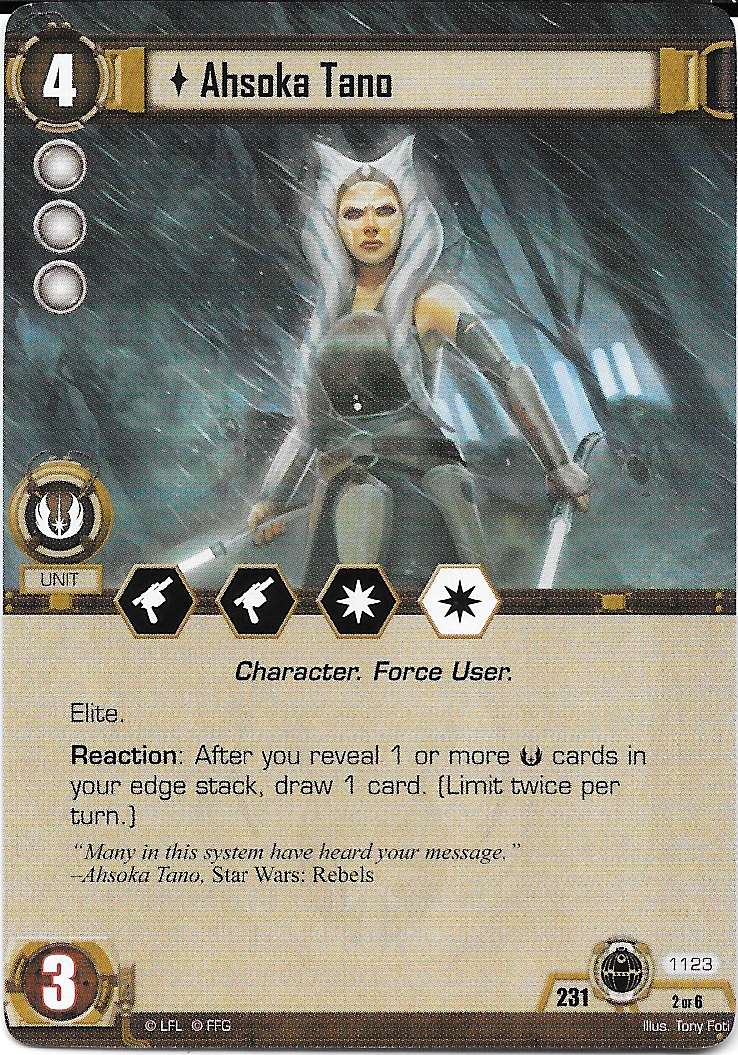 4
Ahsoka Tano
UNIT
Character. Force User.
Elite.
Reaction: After you reveal 1 or more cards in
your edge stack, draw 1 card. (Limit twice per
turn.)
“Many in this system have heard your message.”
–Ahsoka Tano, Star Wars: Rebels
3
1123
231
2 OF 6
© LFL © FFG
Illus. Tony Foti